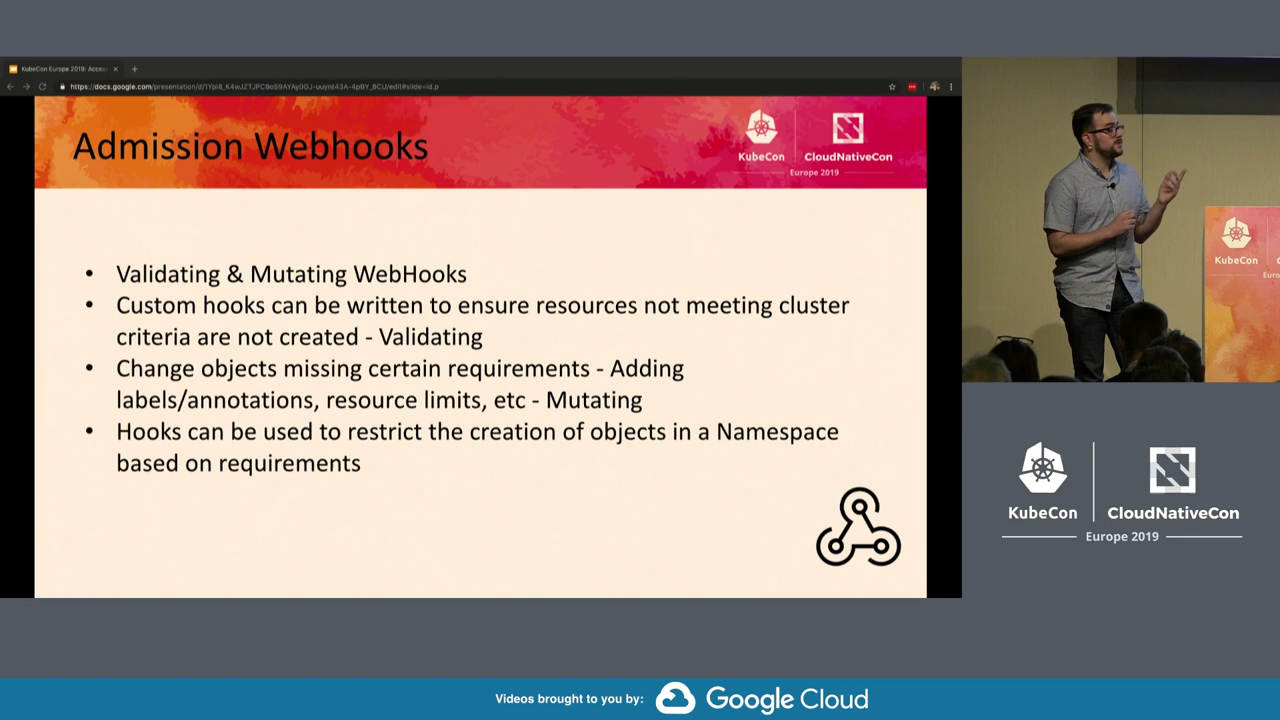 KubeCon Europe 2019: Acces
Admission Webhooks
KubeCon
CloudNativeCon
Europe 2019
• Validating & Mutating WebHooks
• Custom hooks can be written to ensure resources not meeting cluster
criteria are not created - Validating
• Change objects missing certain requirements - Adding
labels/annotations, resource limits, etc - Mutating
• Hooks can be used to restrict the creation of objects in a Namespace
based on requirements
KubeCon
Euro
KubeCon
CloudNativeCon
Europe 2019
Videos brought to you by:
Google Cloud